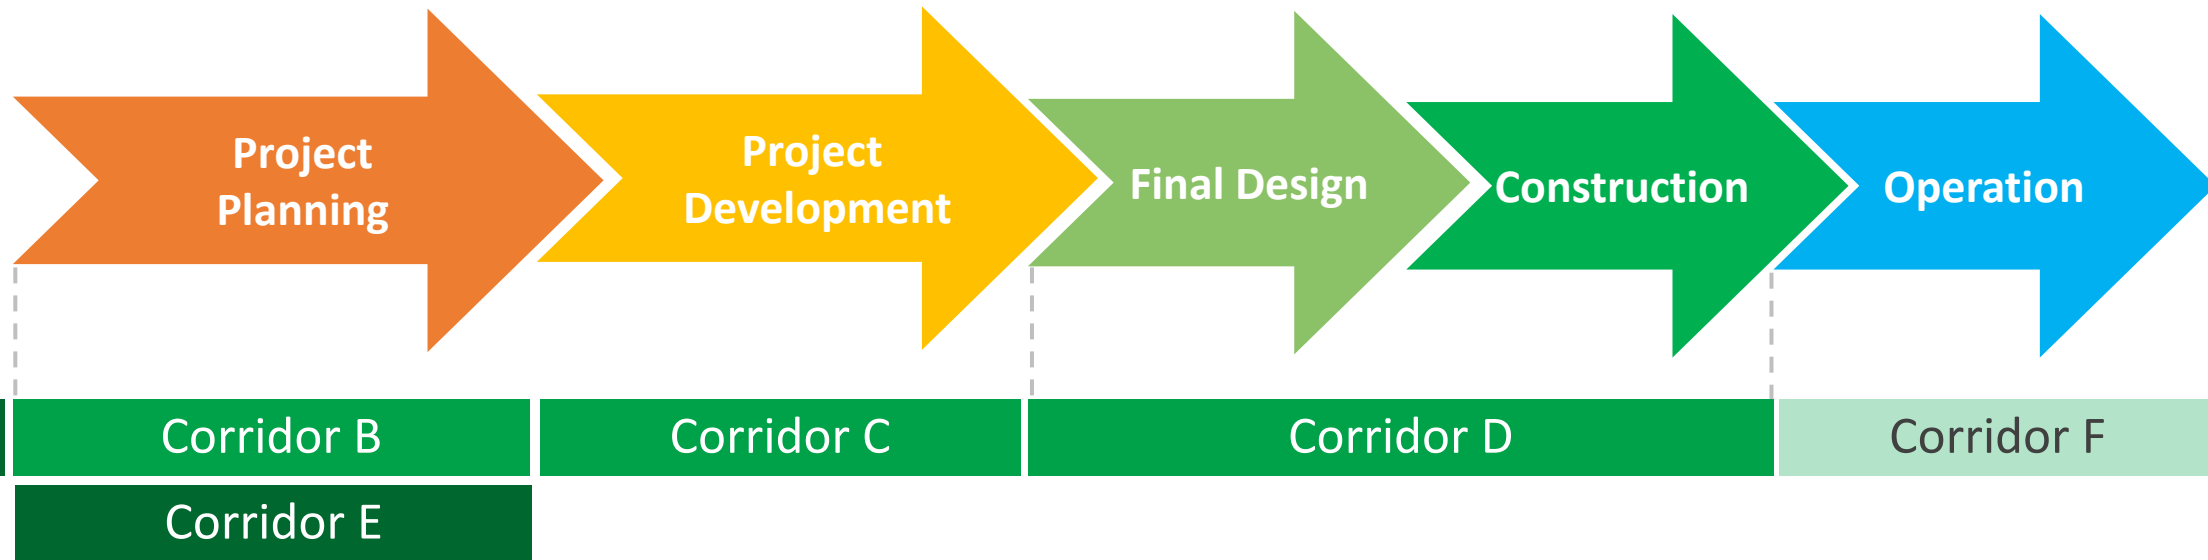 Project
Planning
Project
Development
Final Design
Construction
Operation
Corridor B
Corridor C
Corridor D
Corridor F
Corridor E